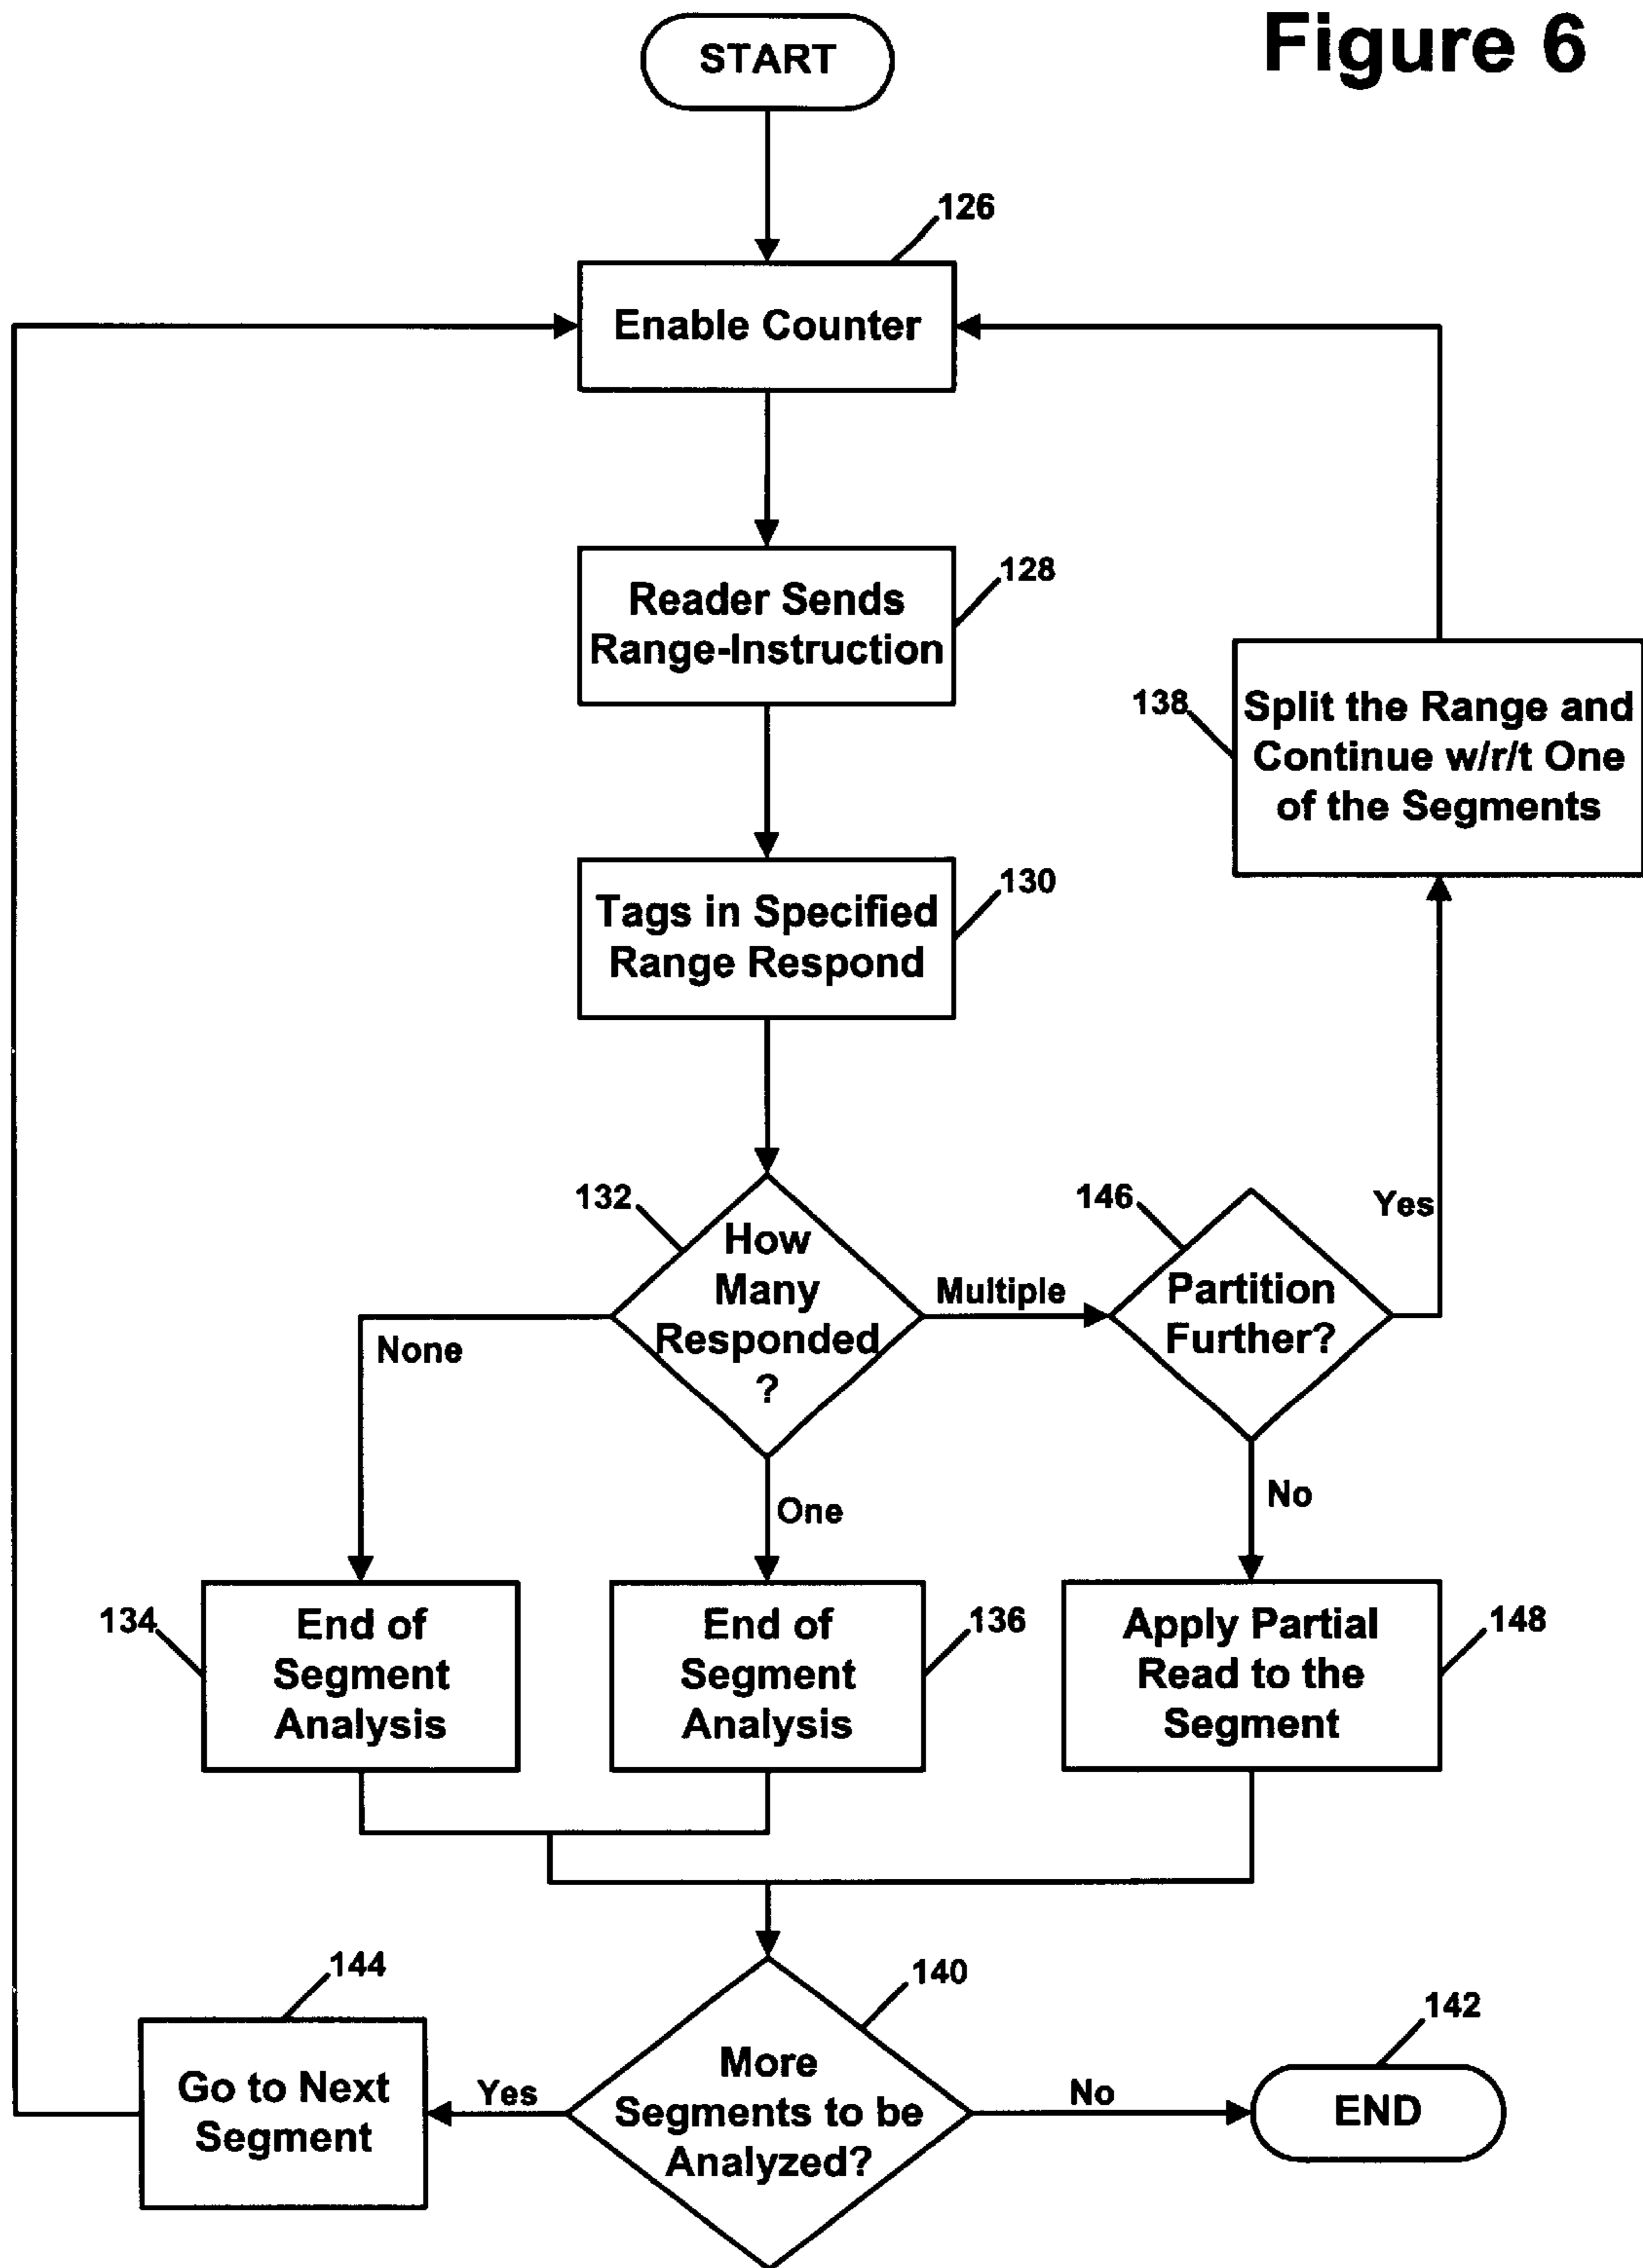 Figure 6
START
126
Enable Counter
128
Reader Sends
Range-Instruction
138
Split the Range and
Continue w/r/t One
of the Segments
130
Tags in Specified
Range Respond
132
How
Many
Responded
?
Multiple
146
Partition
Further?
Yes
None
One
No
134
End of
Segment
Analysis
End of
Segment
Analysis
136
Apply Partial
Read to the
Segment
148
144
Go to Next
Segment
Yes
140
More
Segments to be
Analyzed?
No
142
END